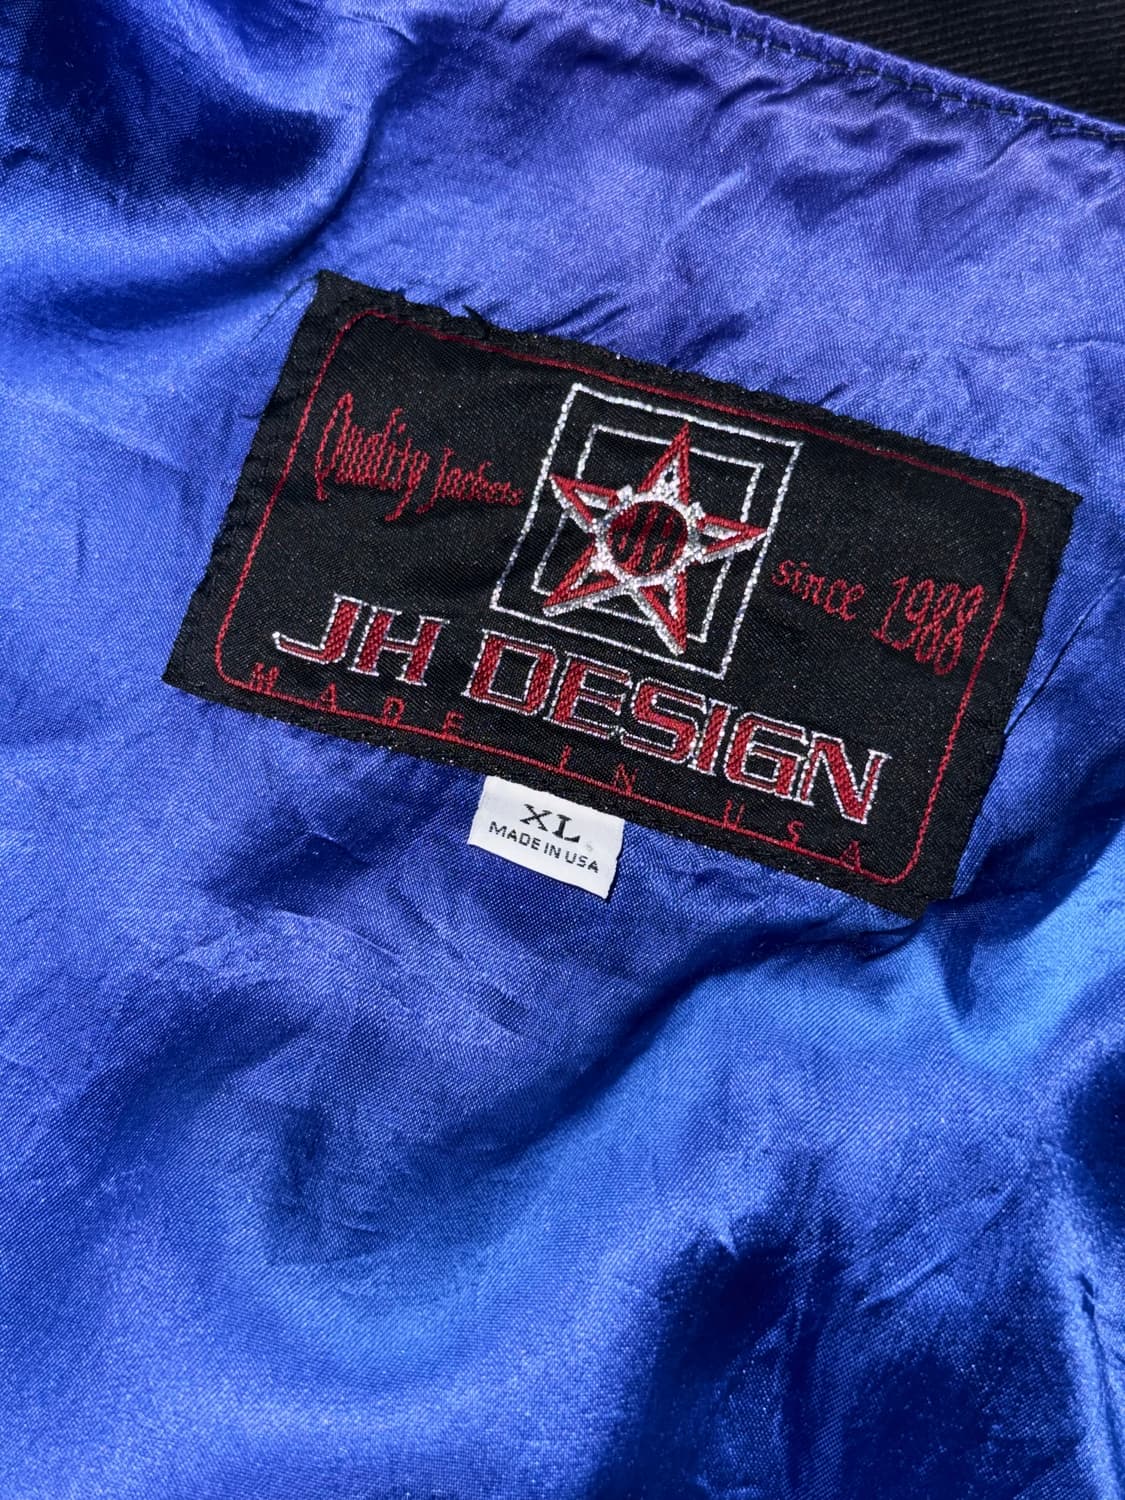 Quality Jackets
JH
since 1988
JH DESIGN
MADE IN USA
XL
MADE IN USA